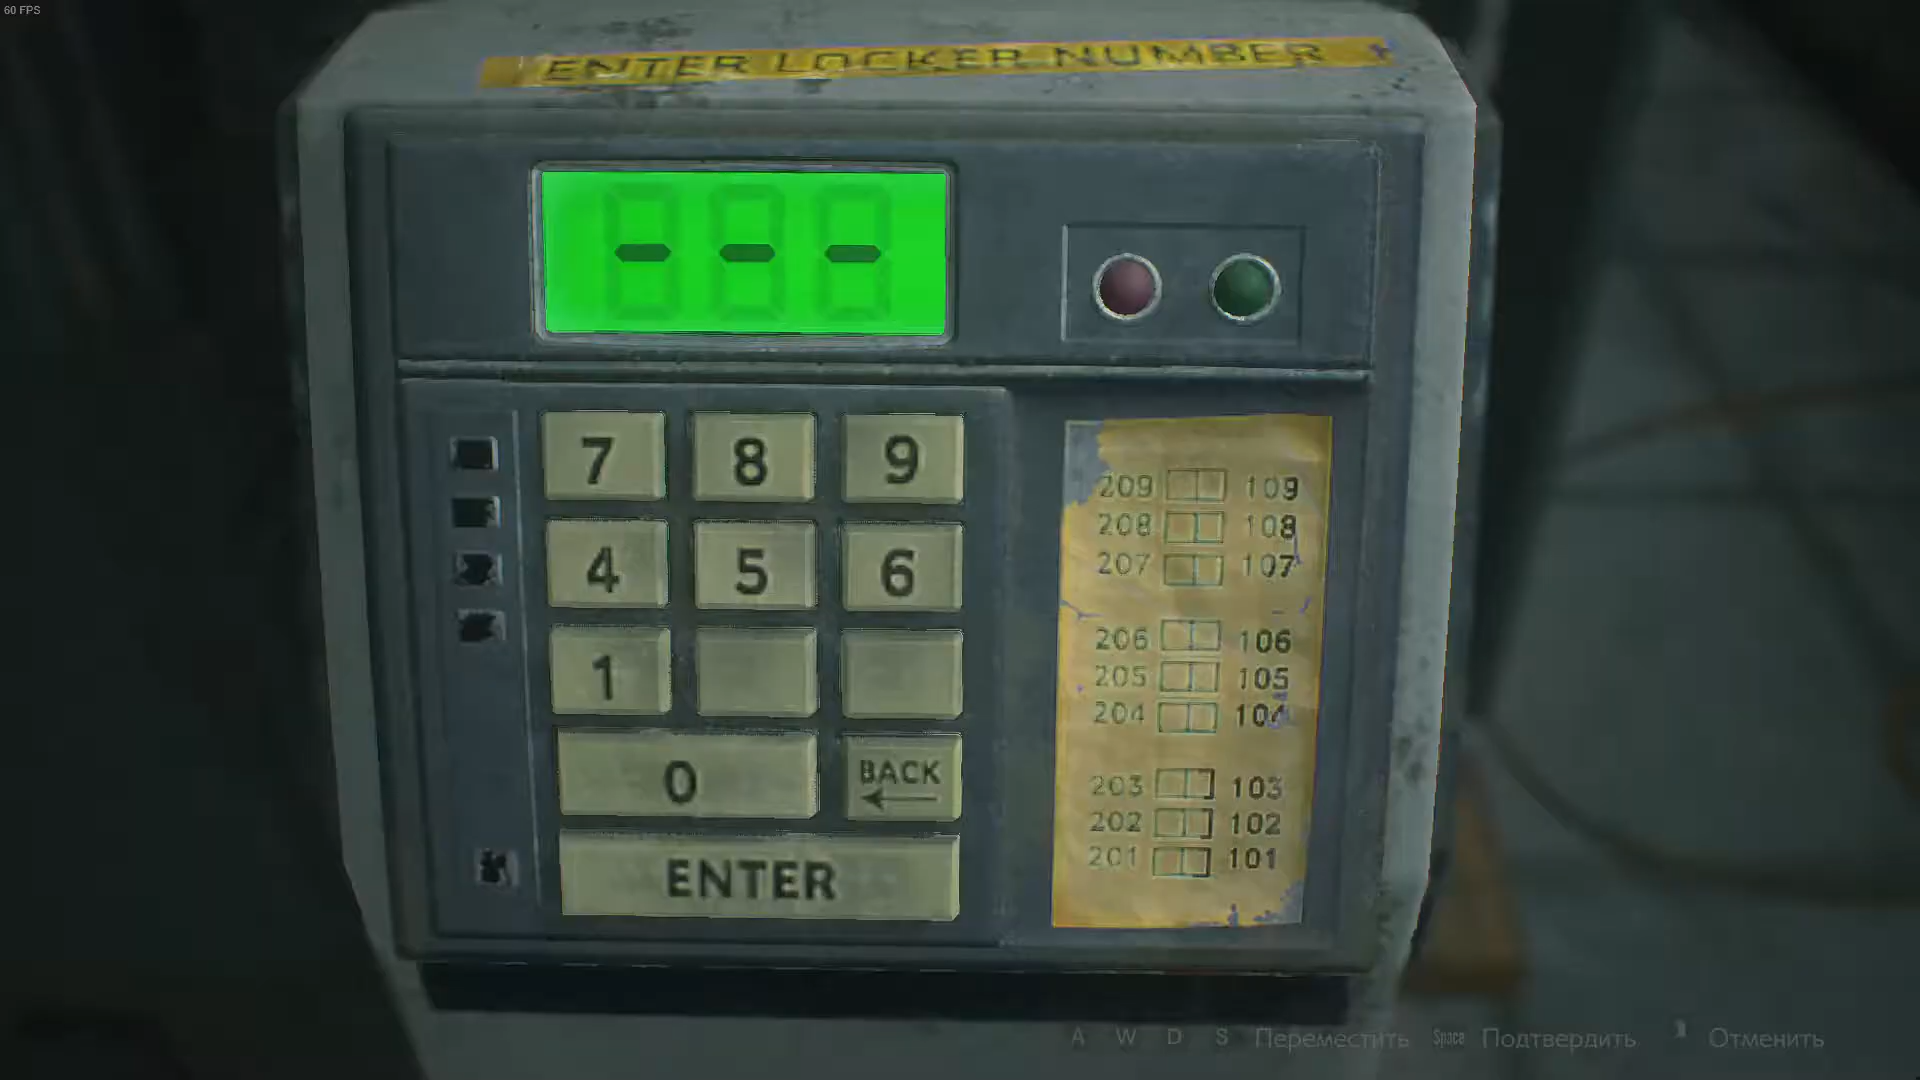 60 FPS
ENTER LOCKER NUMBER
7 8 9
4 5 6
1
0 BACK
ENTER
209 109
208 108
207 107
206 106
205 105
204 104
203 103
202 102
201 101
A W D S Переместить Space Подтвердить Отменить